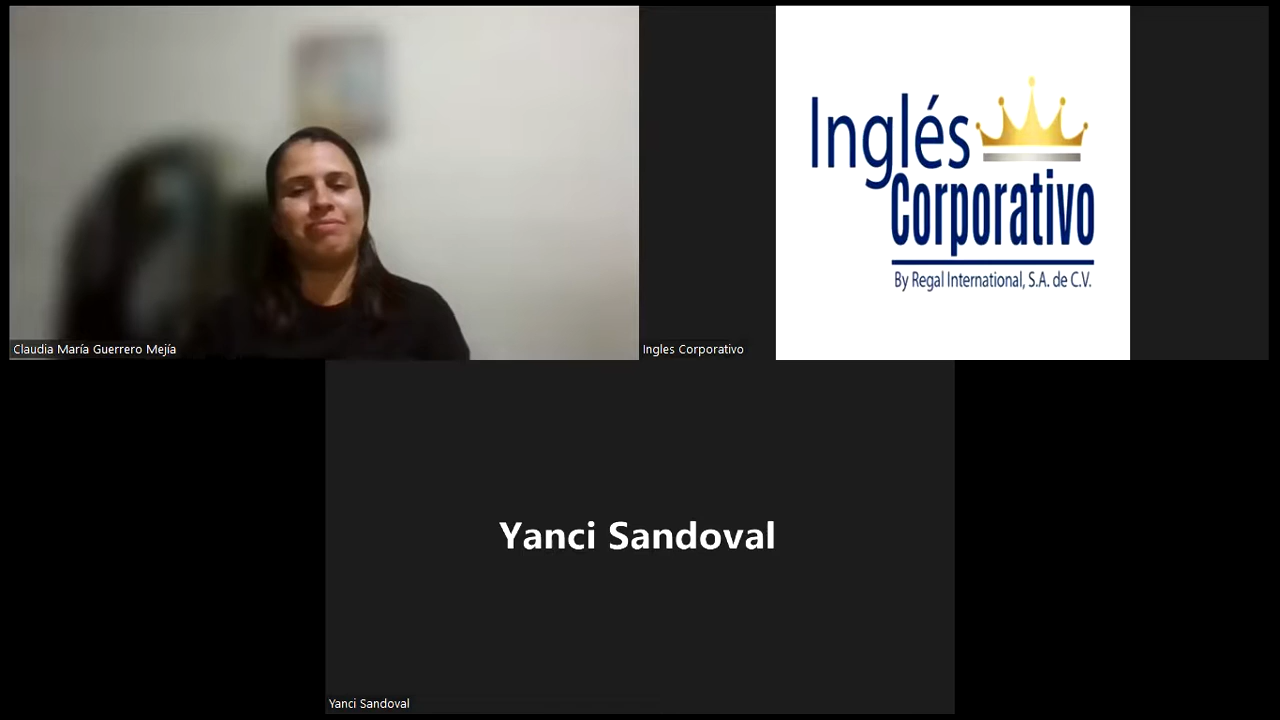 Inglés
Corporativo
By Regal International, S.A. de C.V.
Claudia María Guerrero Mejía
Ingles Corporativo
Yanci Sandoval
Yanci Sandoval